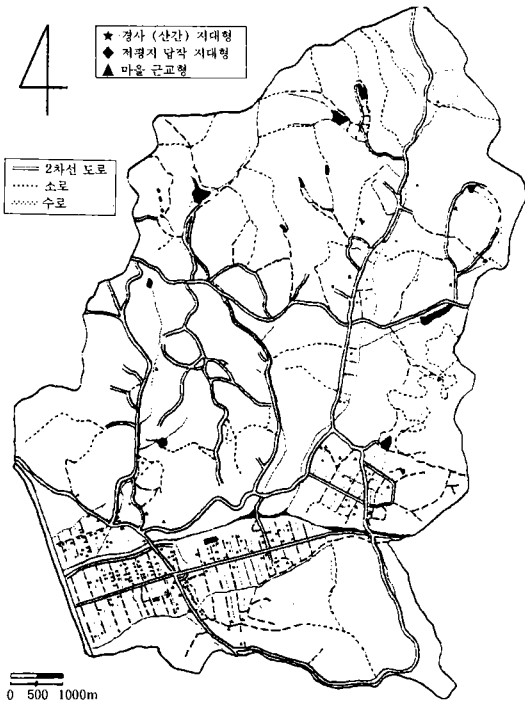 ★ 경사 (산간) 지대형
◆ 저평지 답작 지대형
▲ 마을 근교형
2차선 도로
소로
수로
0 500 1000m